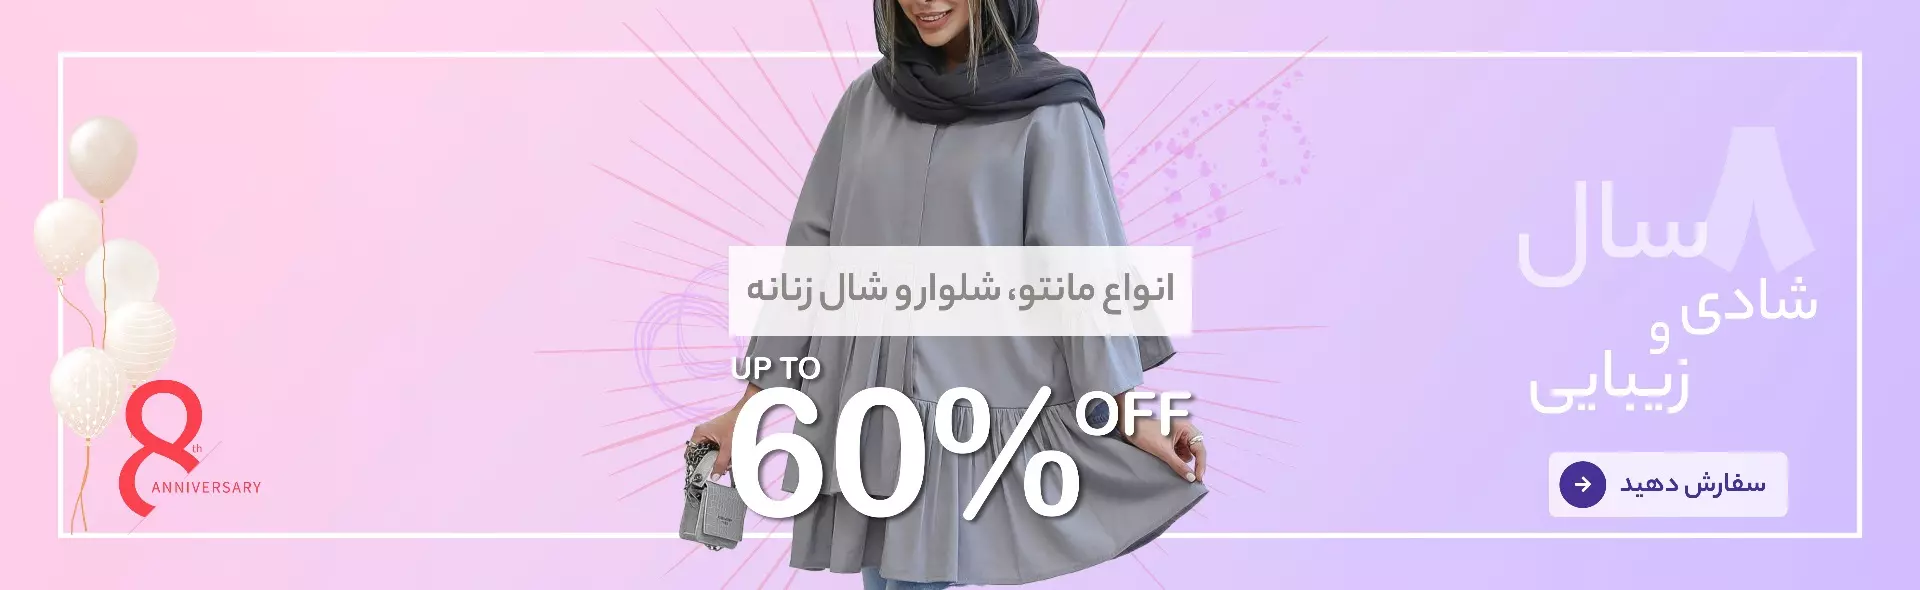 ۸
سال
شادی
و
زیبایی
سفارش دهید
انواع مانتو، شلوار و شال زنانه
UP TO
60% OFF
8th
ANNIVERSARY